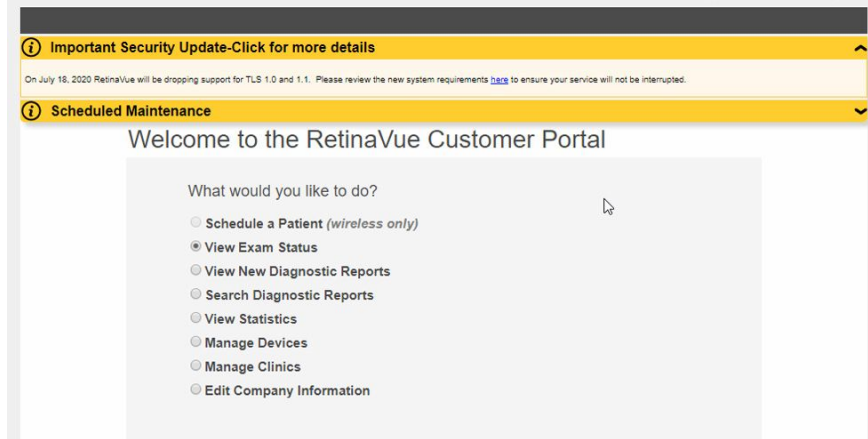 Important Security Update-Click for more details
On July 18, 2020 RetinaVue will be dropping support for TLS 1.0 and 1.1. Please review the new system requirements here to ensure your service will not be interrupted.
Scheduled Maintenance
Welcome to the RetinaVue Customer Portal
What would you like to do?
Schedule a Patient (wireless only)
View Exam Status
View New Diagnostic Reports
Search Diagnostic Reports
View Statistics
Manage Devices
Manage Clinics
Edit Company Information